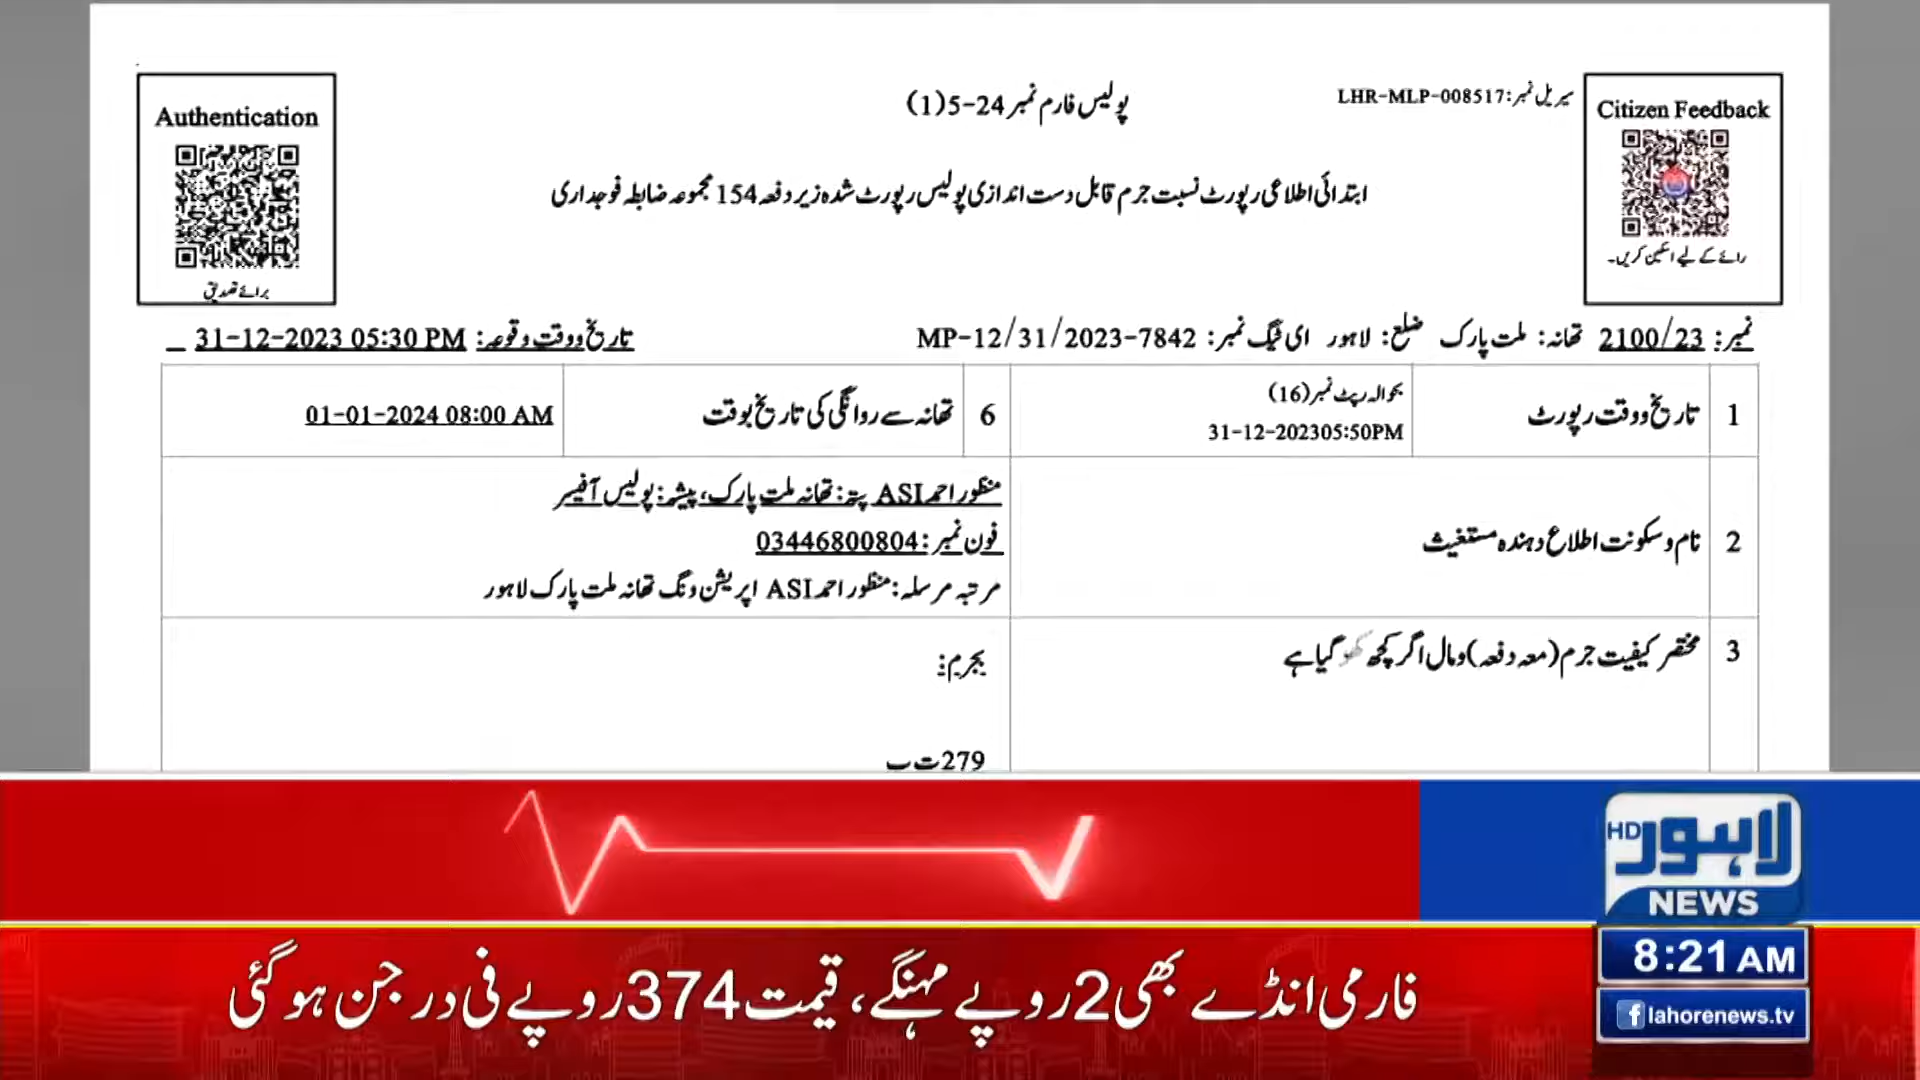 Authentication
برائے تصدیق
پولیس فارم نمبر 24-5(1)
سیریل نمبر: LHR-MLP-008517
Citizen Feedback
رائے کے لیے اسکین کریں۔
ابتدائی اطلاعی رپورٹ نسبت جرم قابل دست اندازی پولیس رپورٹ شدہ زیر دفعہ 154 مجموعہ ضابطہ فوجداری
نمبر: 2100/23 تھانہ: ملت پارک ضلع: لاہور ای ٹیگ نمبر: MP-12/31/2023-7842 تاریخ و وقت وقوعہ: 31-12-2023 05:30 PM
1 تاریخ و وقت رپورٹ
بحوالہ رپٹ نمبر (16)
31-12-202305:50PM
6 تھانہ سے روانگی کی تاریخ بوقت
01-01-2024 08:00 AM
2 نام و سکونت اطلاع دہندہ مستغیث
منظور احمد ASI پتہ: تھانہ ملت پارک، پیشہ: پولیس آفیسر
فون نمبر: 03446800804
مرتبہ مرسلہ: منظور احمد ASI اپریشن ونگ تھانہ ملت پارک لاہور
3 مختصر کیفیت جرم (معہ دفعہ) و مال اگر کچھ کھو گیا ہے
بجرم:
279 ت پ
لاہور HD
NEWS
8:21 AM
lahorenews.tv
فارمی انڈے بھی 2 روپے مہنگے، قیمت 374 روپے فی درجن ہو گئی